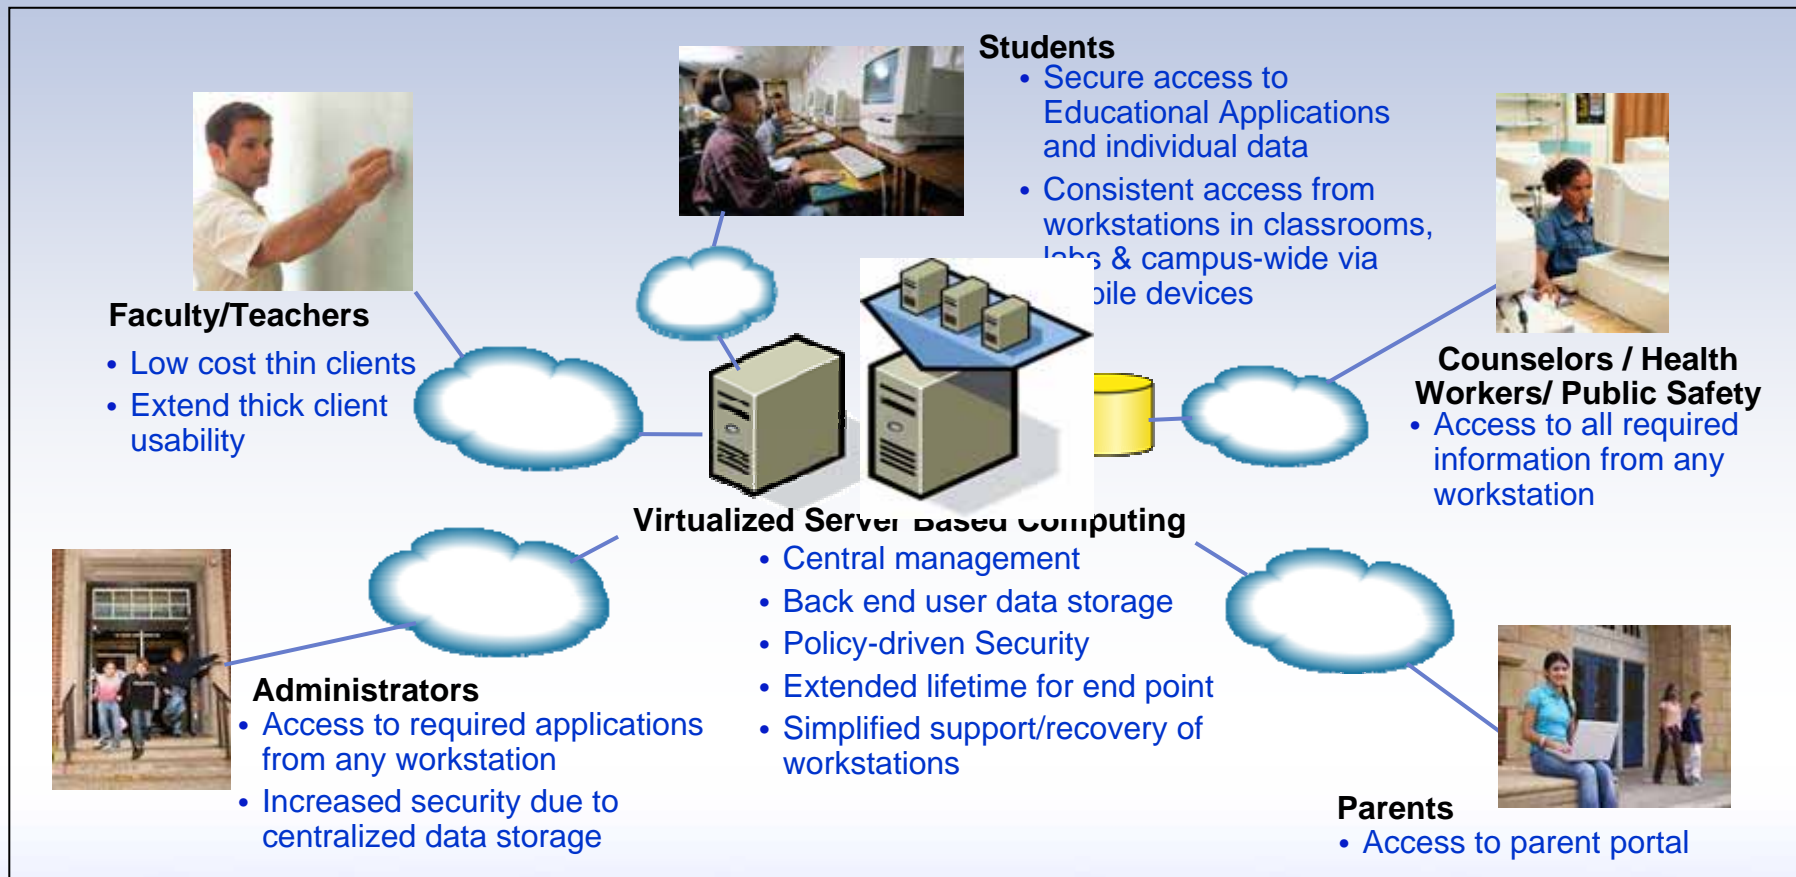 Students
• Secure access to
Educational Applications
and individual data
• Consistent access from
workstations in classrooms,
labs & campus-wide via
devices
Faculty/Teachers
• Low cost thin clients
• Extend thick client
usability
Counselors / Health
Workers/ Public Safety
• Access to all required
information from any
workstation
Virtualized Server Based Computing
• Central management
• Back end user data storage
• Policy-driven Security
• Extended lifetime for end point
• Simplified support/recovery of
workstations
Administrators
• Access to required applications
from any workstation
• Increased security due to
centralized data storage
Parents
• Access to parent portal